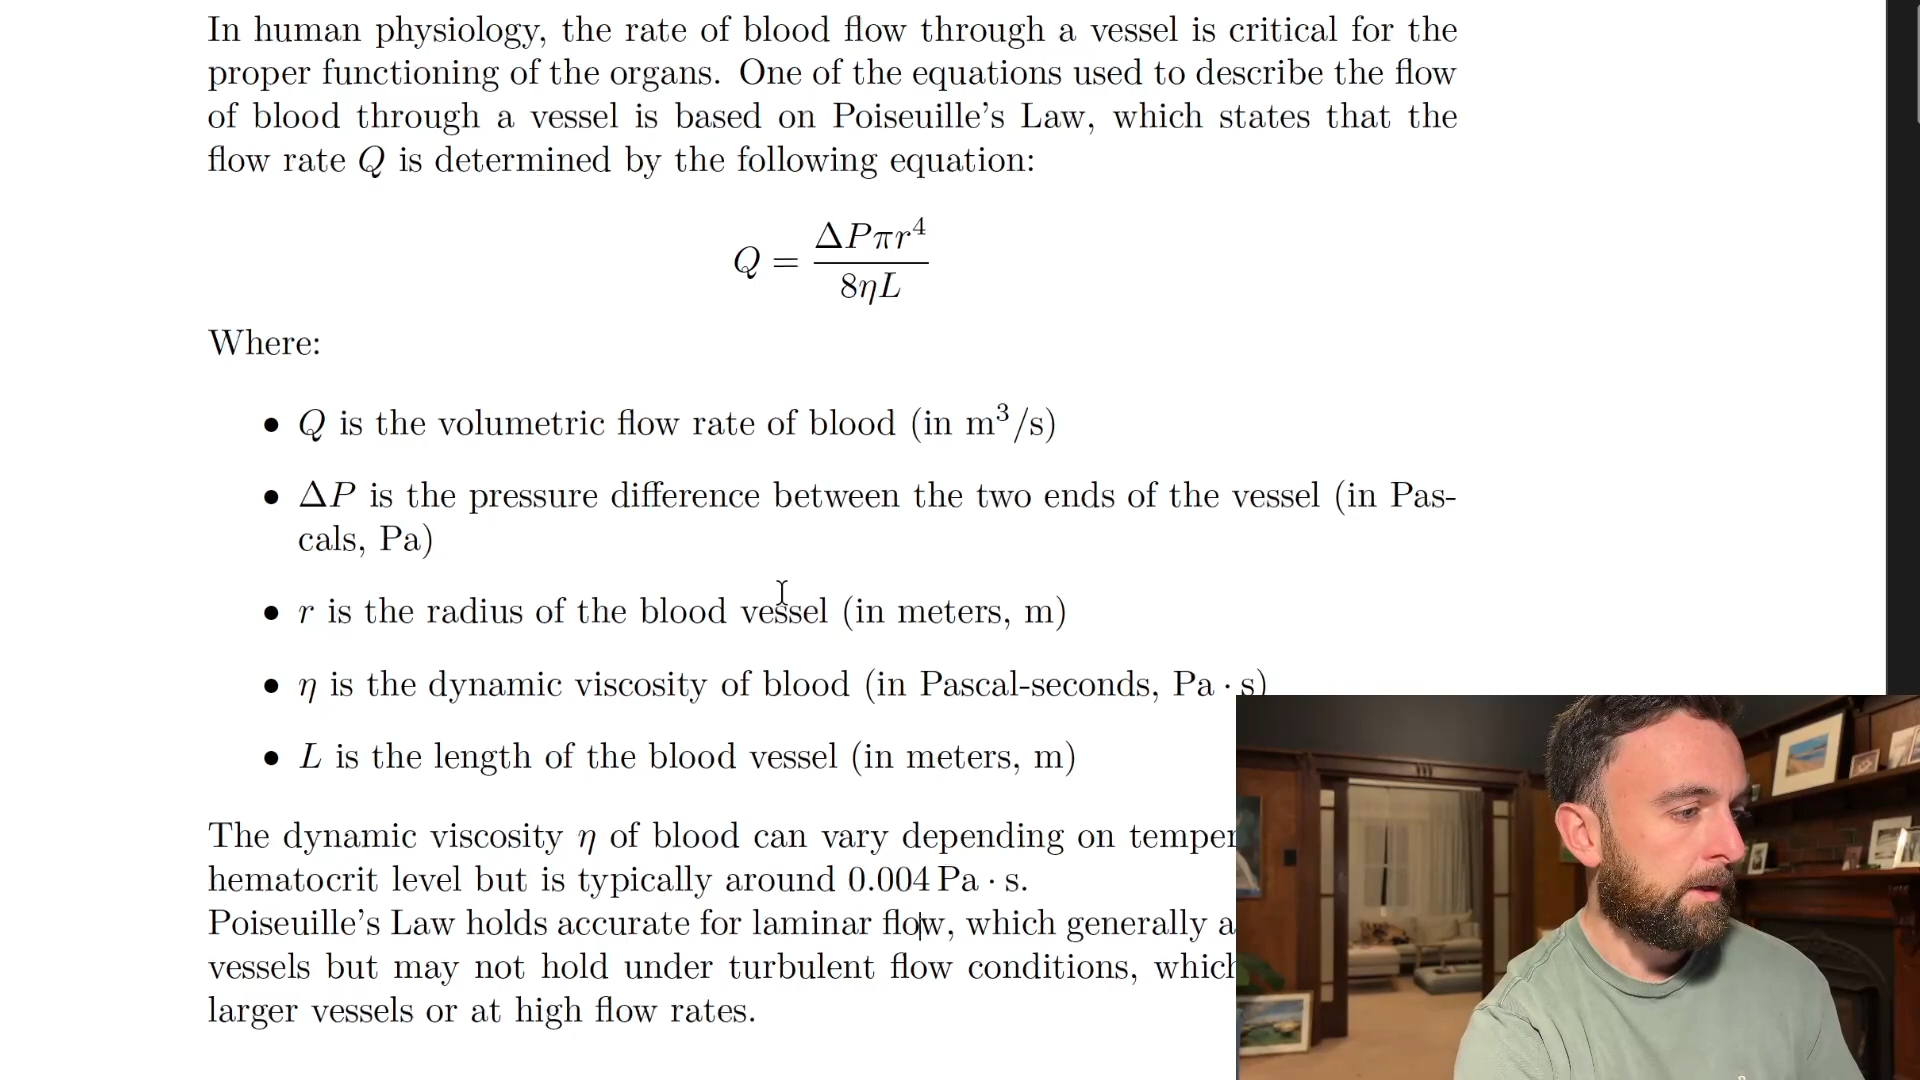 In human physiology, the rate of blood flow through a vessel is critical for the
proper functioning of the organs. One of the equations used to describe the flow
of blood through a vessel is based on Poiseuille's Law, which states that the
flow rate Q is determined by the following equation:
Q = ΔPπr⁴ / 8ηL
Where:
• Q is the volumetric flow rate of blood (in m³/s)
• ΔP is the pressure difference between the two ends of the vessel (in Pas-
cals, Pa)
• r is the radius of the blood vessel (in meters, m)
• η is the dynamic viscosity of blood (in Pascal-seconds, Pa · s)
• L is the length of the blood vessel (in meters, m)
The dynamic viscosity η of blood can vary depending on temper
hematocrit level but is typically around 0.004 Pa · s.
Poiseuille's Law holds accurate for laminar flow, which generally a
vessels but may not hold under turbulent flow conditions, which
larger vessels or at high flow rates.